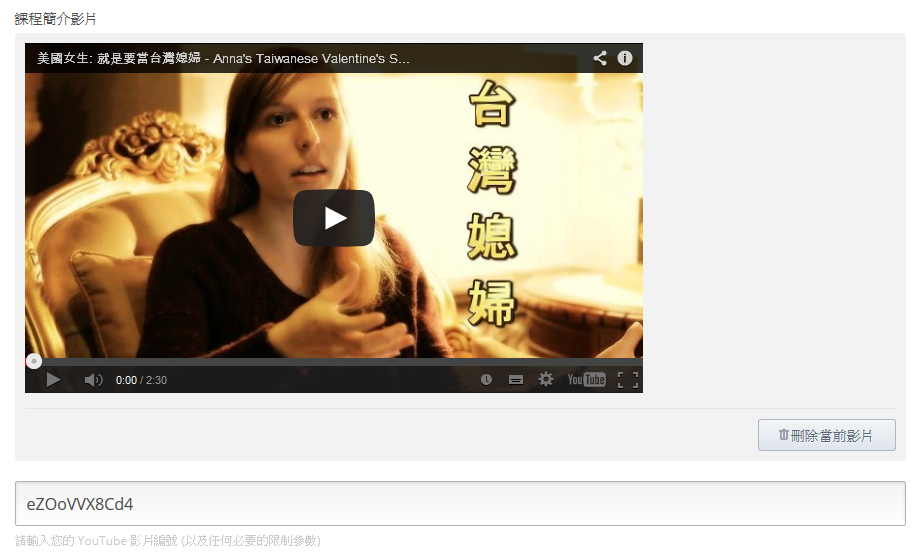 課程簡介影片
美國女生: 就是要當台灣媳婦 - Anna's Taiwanese Valentine's S...
台灣媳婦
0:00 / 2:30
YouTube
刪除當前影片
eZOoVVX8Cd4
請輸入您的 YouTube 影片編號 (以及任何必要的限制參數)